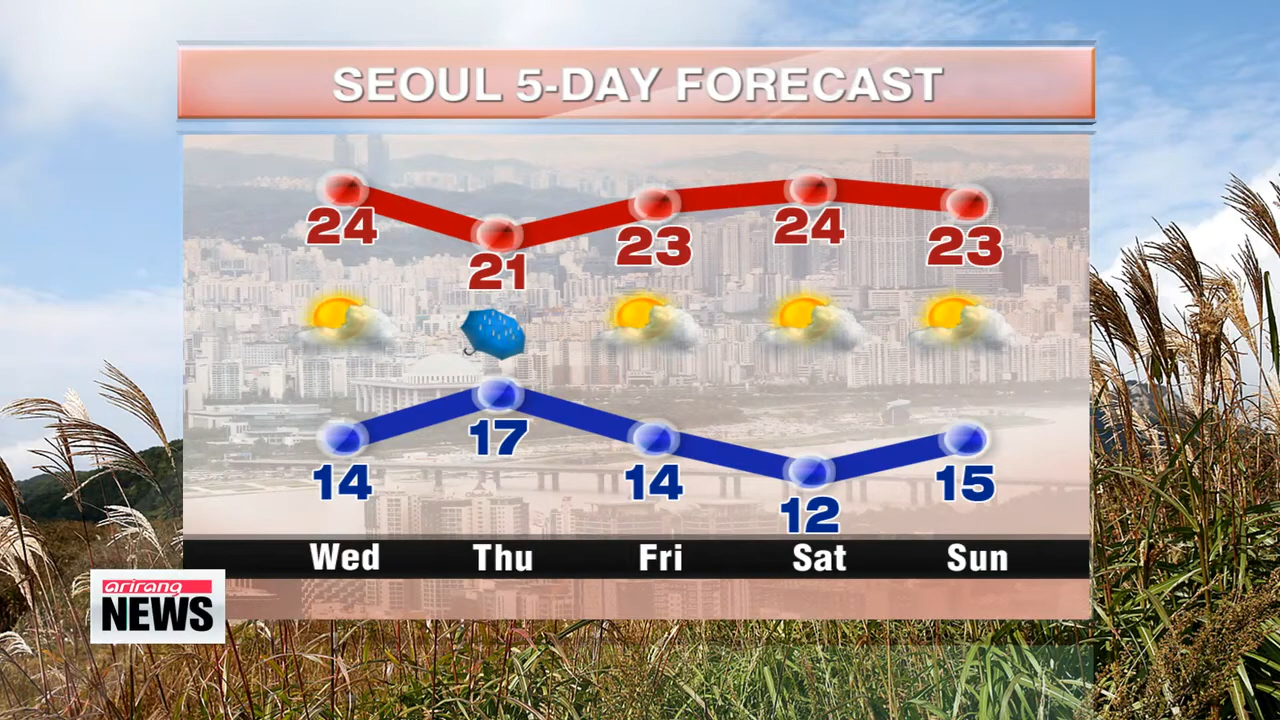 SEOUL 5-DAY FORECAST
24 21 23 24 23
14 17 14 12 15
Wed Thu Fri Sat Sun
arirang
NEWS